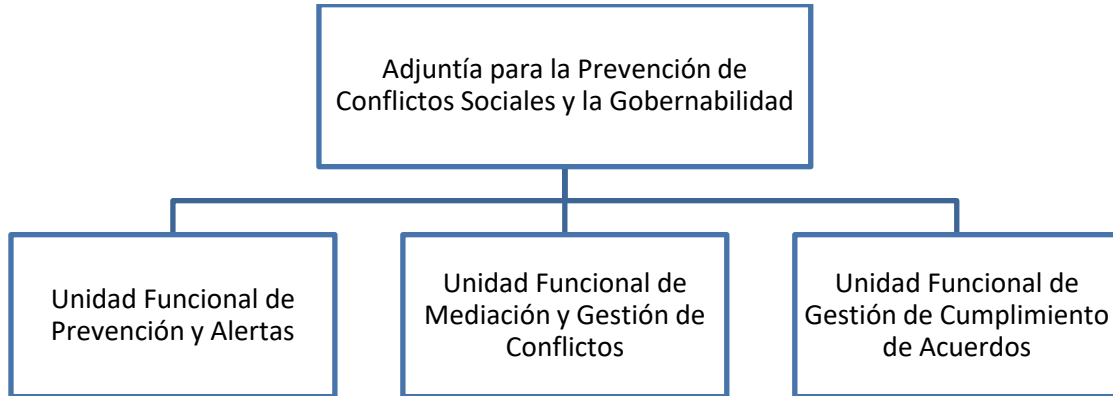 Adjuntía para la Prevención de
Conflictos Sociales y la Gobernabilidad
Unidad Funcional de
Prevención y Alertas
Unidad Funcional de
Mediación y Gestión de
Conflictos
Unidad Funcional de
Gestión de Cumplimiento
de Acuerdos